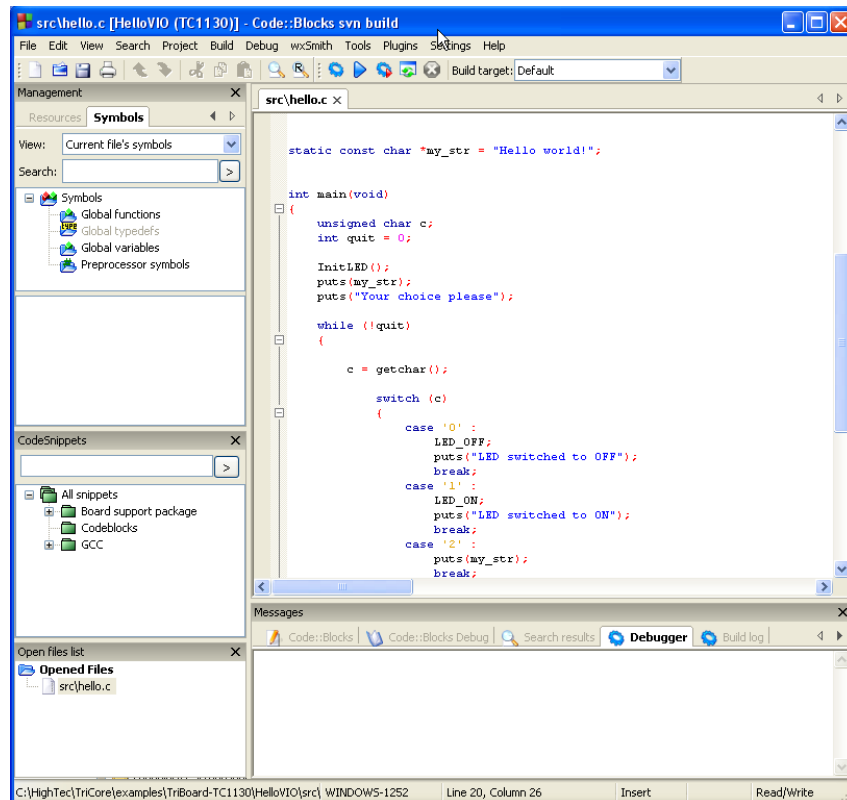 src\hello.c [HelloVIO (TC1130)] - Code::Blocks svn build
File Edit View Search Project Build Debug wxSmith Tools Plugins Settings Help
Build target: Default
Management
Resources Symbols
View: Current file's symbols
Search: >
Symbols
Global functions
Global typedefs
Global variables
Preprocessor symbols
CodeSnippets
>
All snippets
Board support package
Codeblocks
GCC
Open files list
Opened Files
src\hello.c
src\hello.c
static const char *my_str = "Hello world!";
int main(void)
{
unsigned char c;
int quit = 0;
InitLED();
puts(my_str);
puts("Your choice please");
while (!quit)
{
c = getchar();
switch (c)
{
case '0' :
LED_OFF;
puts("LED switched to OFF");
break;
case '1' :
LED_ON;
puts("LED switched to ON");
break;
case '2' :
puts(my_str);
break;
Messages
Code::Blocks Code::Blocks Debug Search results Debugger Build log
C:\HighTec\TriCore\examples\TriBoard-TC1130\HelloVIO\src\ WINDOWS-1252 Line 20, Column 26 Insert Read/Write